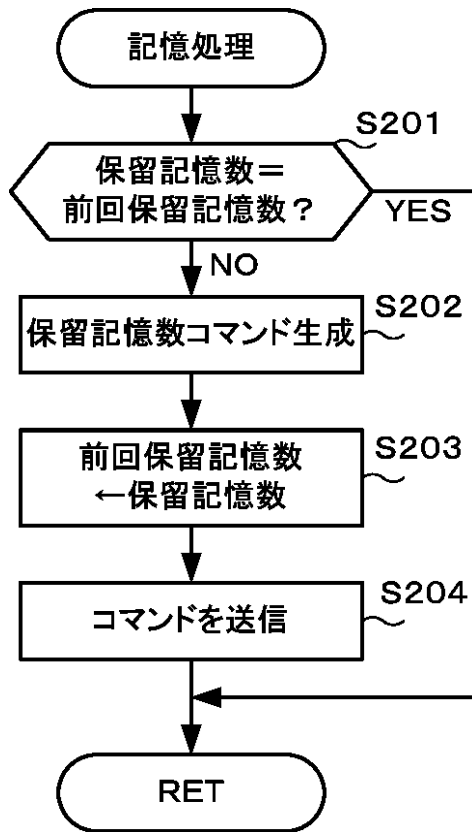 記憶処理
S201
保留記憶数＝
前回保留記憶数？
YES
NO
S202
保留記憶数コマンド生成
S203
前回保留記憶数
←保留記憶数
S204
コマンドを送信
RET